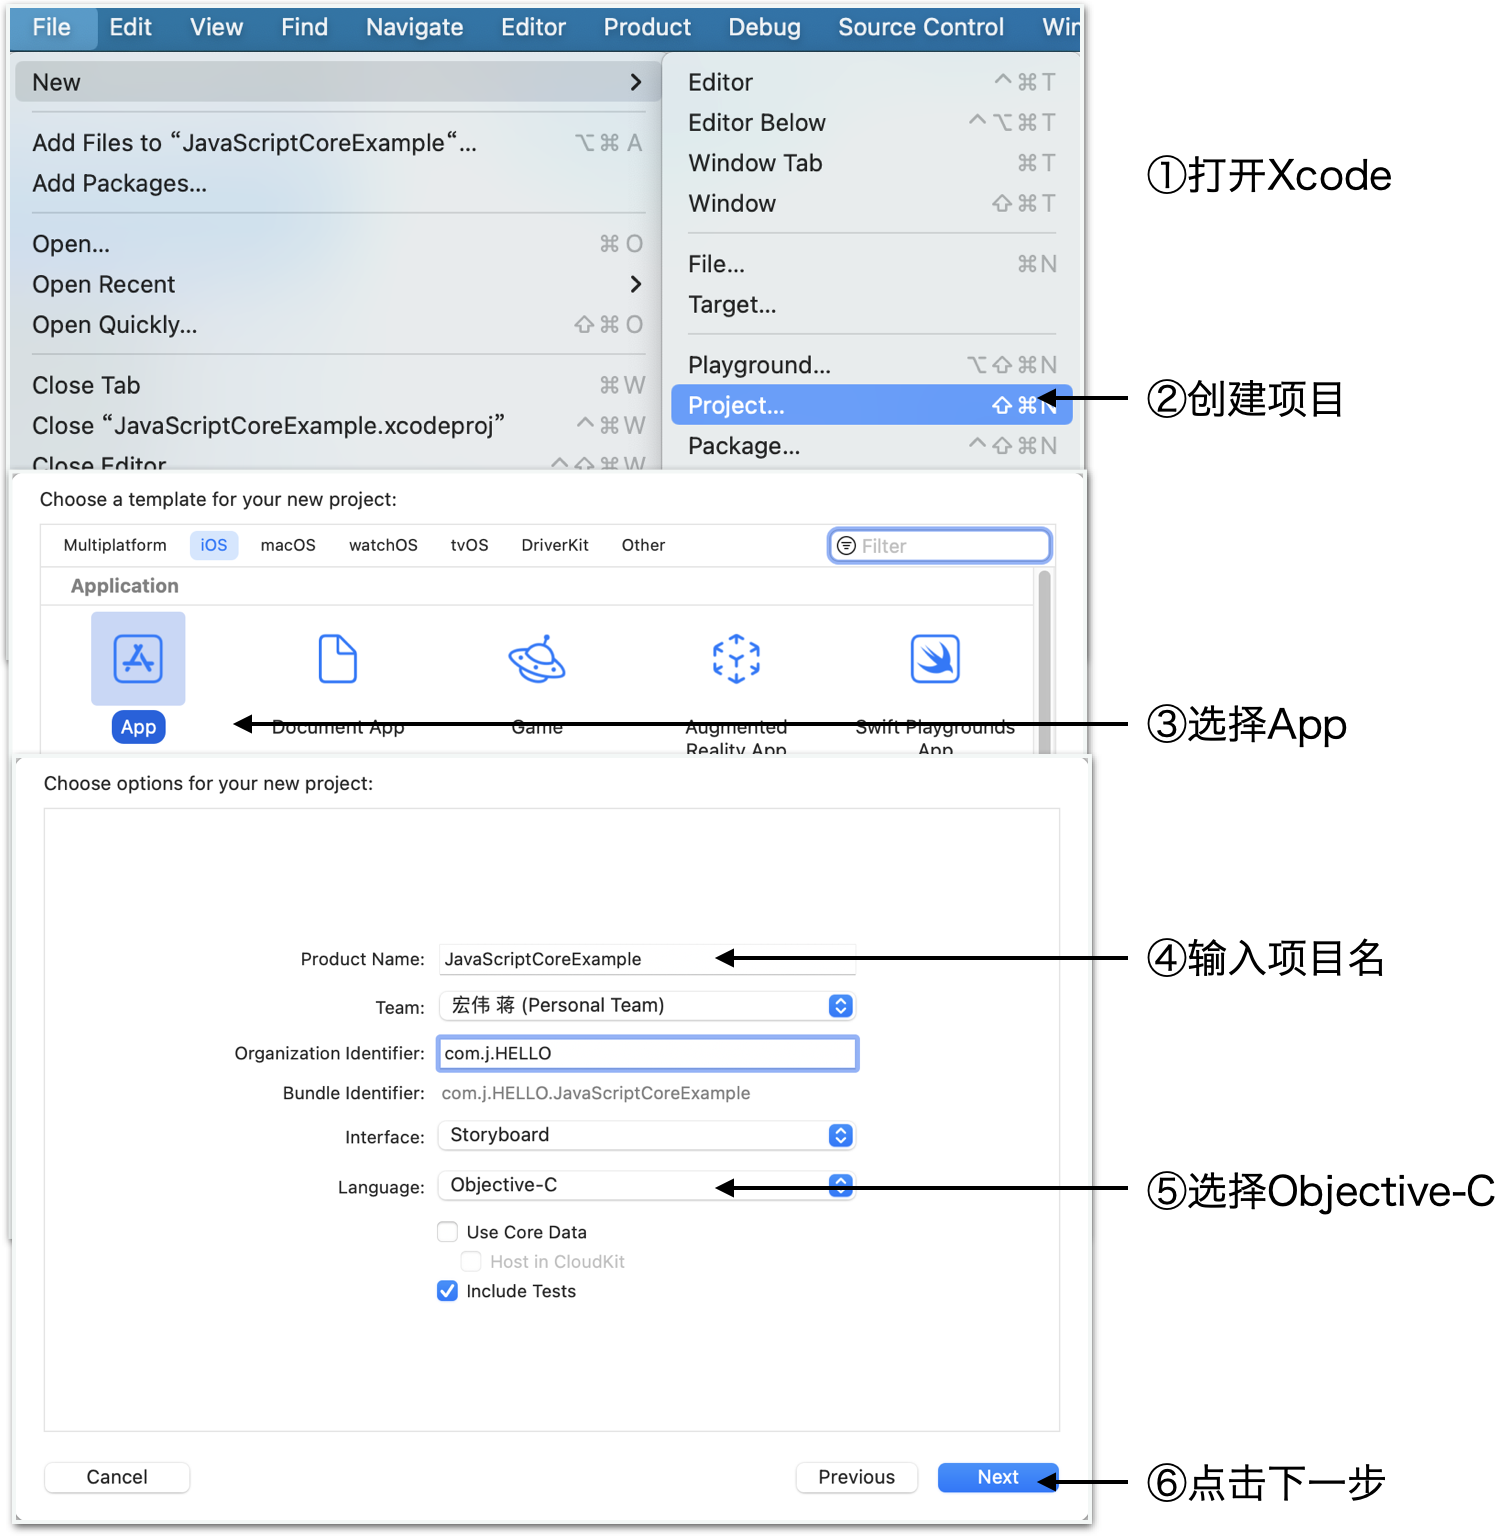 File Edit View Find Navigate Editor Product Debug Source Control Win
New
Add Files to “JavaScriptCoreExample“... ⌥⌘ A
Add Packages...
Open... ⌘ O
Open Recent
Open Quickly... ⇧⌘ O
Close Tab ⌘W
Close “JavaScriptCoreExample.xcodeproj” ^⌘W
Close Editor ^⇧⌘W
Editor ^⌘T
Editor Below ^⌥⌘T
Window Tab ⌘T
Window ⇧⌘T
File... ⌘N
Target...
Playground... ⌥⇧⌘N
Project... ⇧⌘N
Package... ^⇧⌘N
①打开Xcode
②创建项目
Choose a template for your new project:
Multiplatform iOS macOS watchOS tvOS DriverKit Other Filter
Application
App Document App Game Augmented Reality App Swift Playgrounds App
③选择App
Choose options for your new project:
Product Name: JavaScriptCoreExample
④输入项目名
Team: 宏伟 蒋 (Personal Team)
Organization Identifier: com.j.HELLO
Bundle Identifier: com.j.HELLO.JavaScriptCoreExample
Interface: Storyboard
Language: Objective-C
⑤选择Objective-C
Use Core Data
Host in CloudKit
Include Tests
Cancel Previous Next
⑥点击下一步